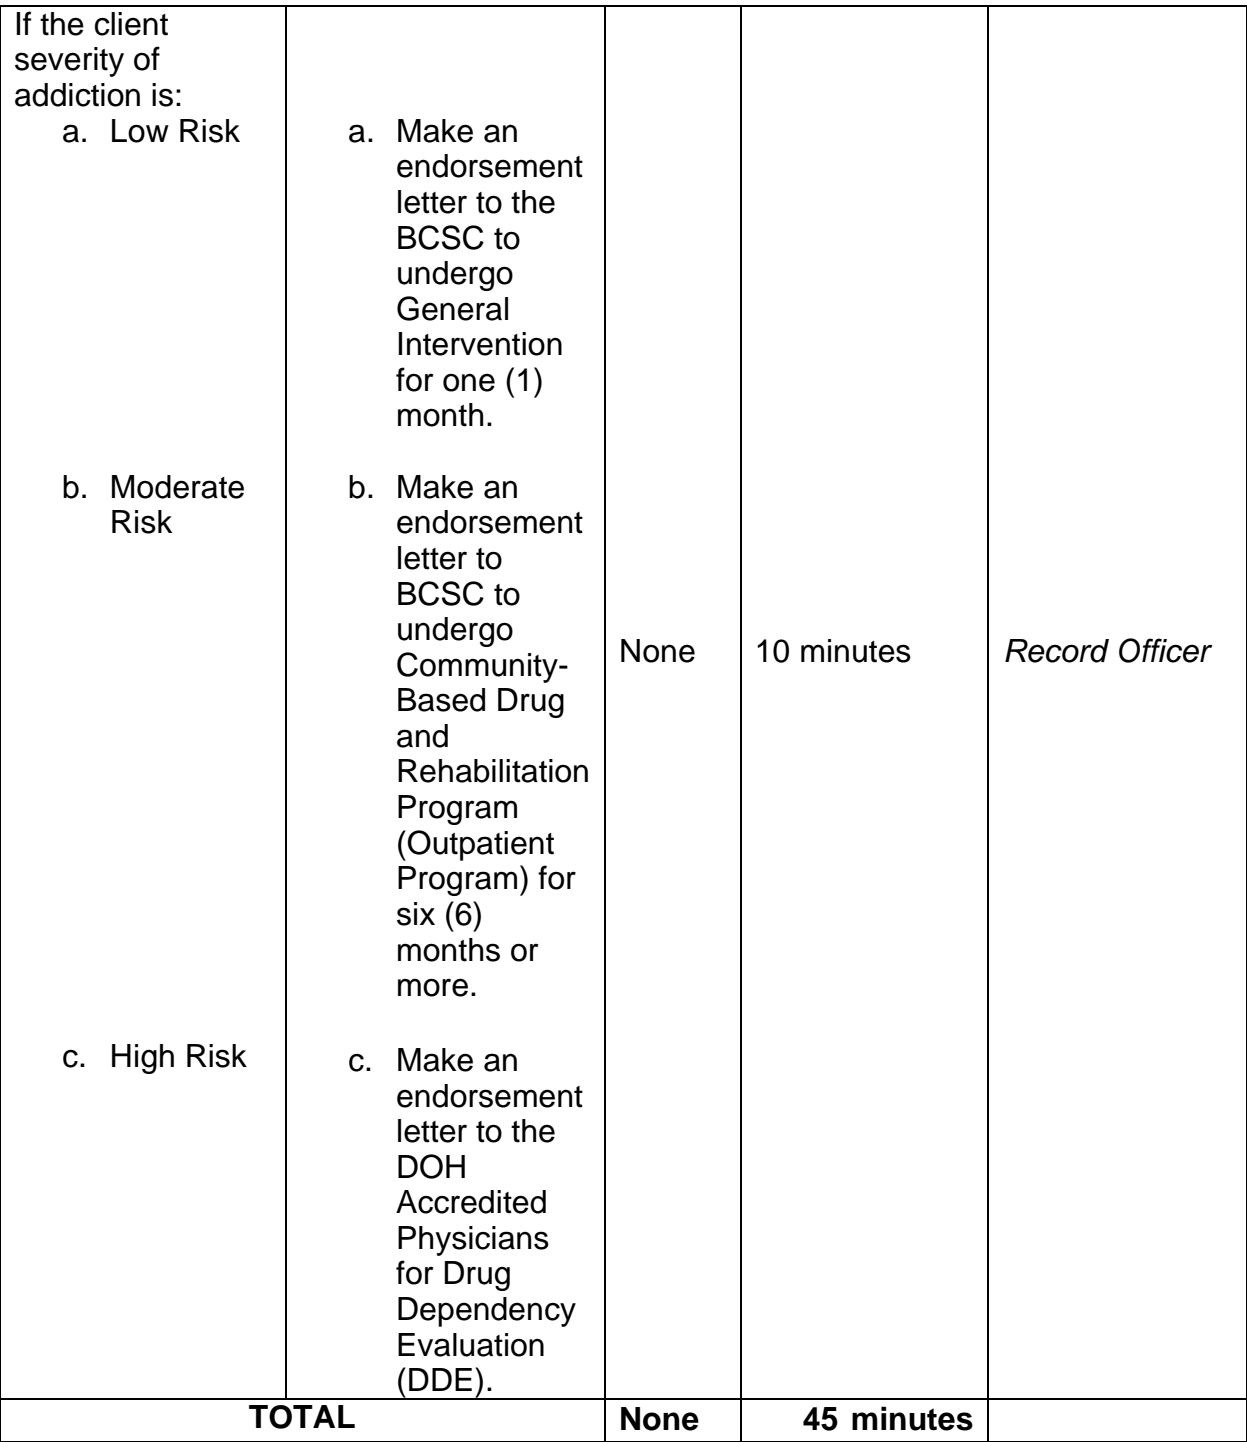 If the client
severity of
addiction is:
a. Low Risk
a. Make an
endorsement
letter to the
BCSC to
undergo
General
Intervention
for one (1)
month.
b. Moderate
Risk
b. Make an
endorsement
letter to
BCSC to
undergo
Community-
Based Drug
and
Rehabilitation
Program
(Outpatient
Program) for
six (6)
months or
more.
None
10 minutes
Record Officer
c. High Risk
c. Make an
endorsement
letter to the
DOH
Accredited
Physicians
for Drug
Dependency
Evaluation
(DDE).
TOTAL
None
45 minutes